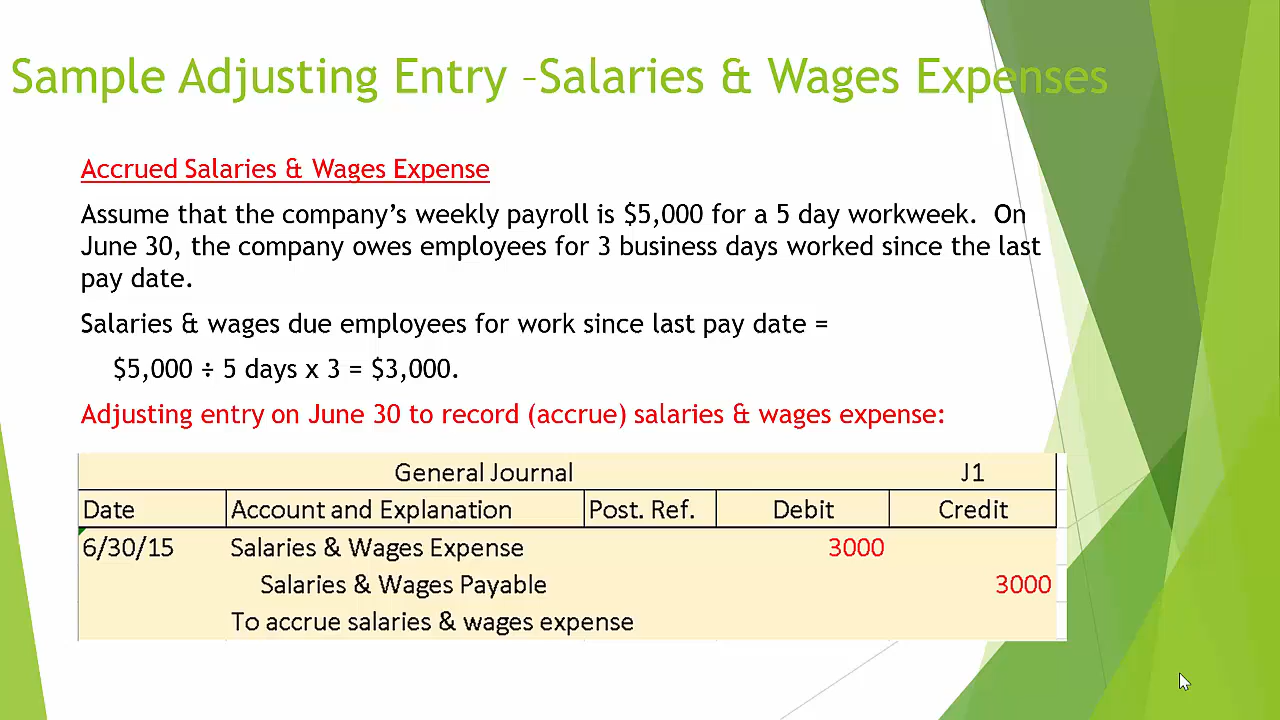 Sample Adjusting Entry –Salaries & Wages Expenses
Accrued Salaries & Wages Expense
Assume that the company’s weekly payroll is $5,000 for a 5 day workweek.  On
June 30, the company owes employees for 3 business days worked since the last
pay date.
Salaries & wages due employees for work since last pay date =
$5,000 ÷ 5 days x 3 = $3,000.
Adjusting entry on June 30 to record (accrue) salaries & wages expense:
General Journal J1
Date Account and Explanation Post. Ref. Debit Credit
6/30/15 Salaries & Wages Expense 3000
Salaries & Wages Payable 3000
To accrue salaries & wages expense